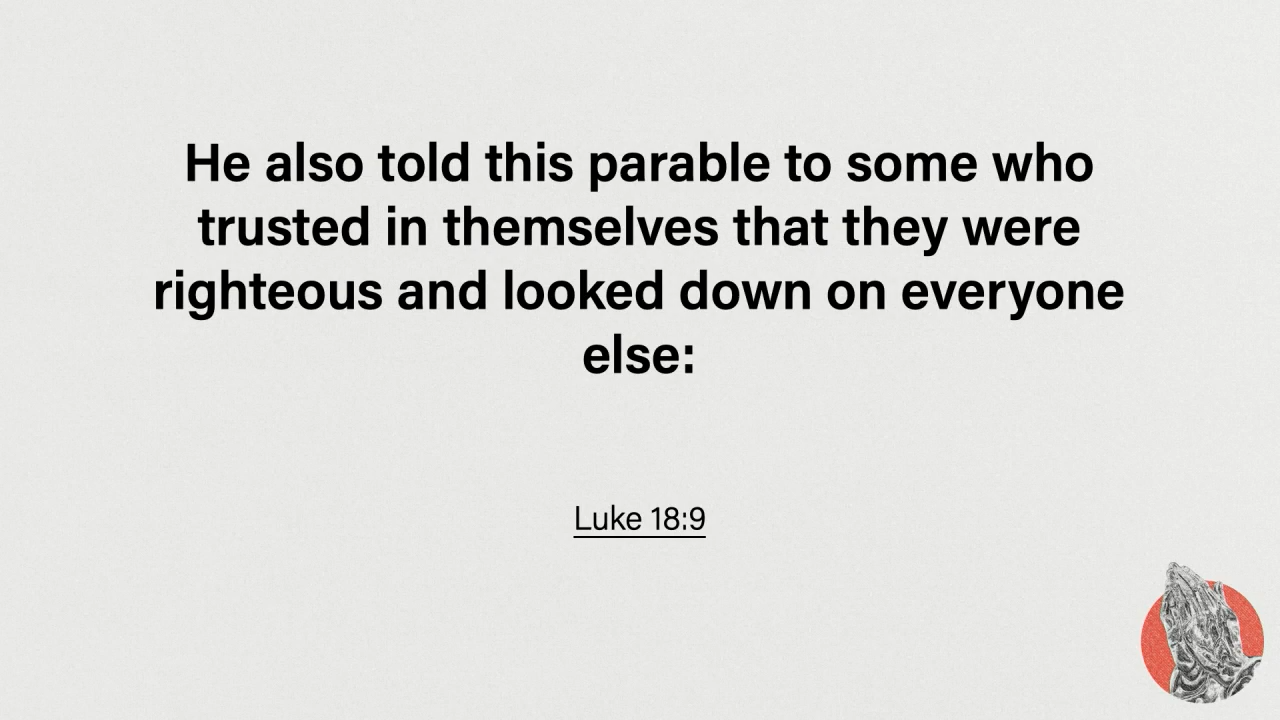 He also told this parable to some who
trusted in themselves that they were
righteous and looked down on everyone
else:
Luke 18:9